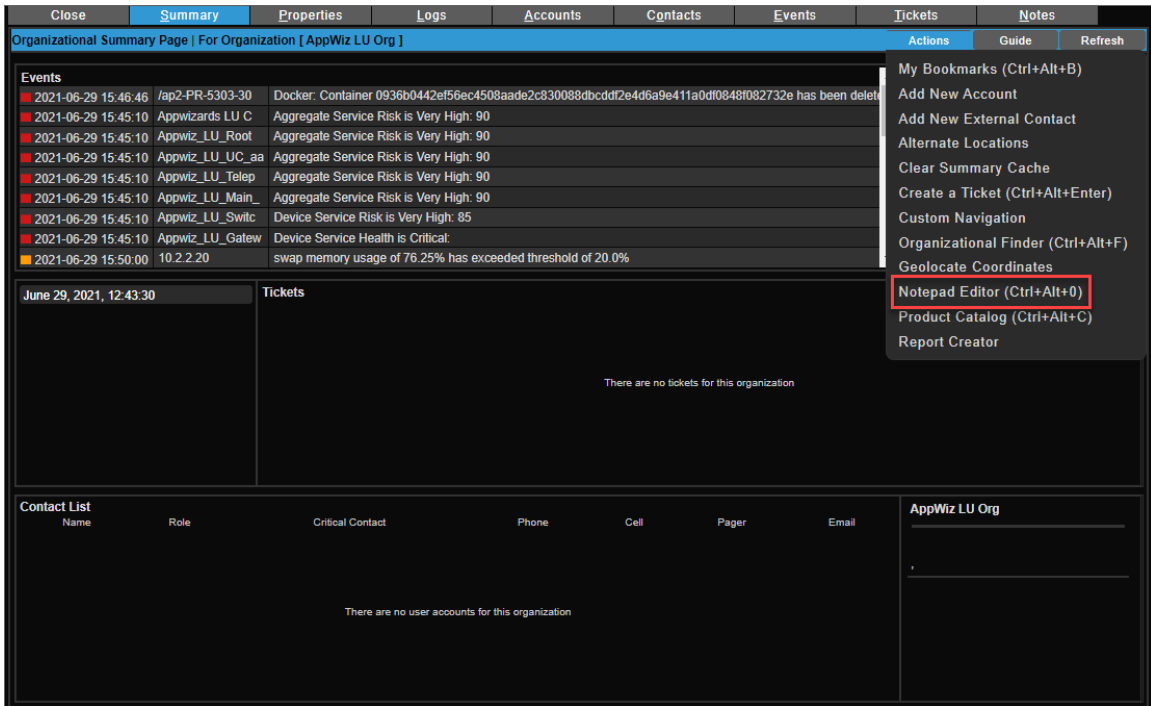 Close Summary Properties Logs Accounts Contacts Events Tickets Notes
Organizational Summary Page | For Organization [ AppWiz LU Org ] Actions Guide Refresh
Events
2021-06-29 15:46:46 /ap2-PR-5303-30 Docker: Container 0936b0442ef56ec4508aade2c830088dbcddf2e4d6a9e411a0df0848f082732e has been delete
2021-06-29 15:45:10 Appwizards LU C Aggregate Service Risk is Very High: 90
2021-06-29 15:45:10 Appwiz_LU_Root Aggregate Service Risk is Very High: 90
2021-06-29 15:45:10 Appwiz_LU_UC_aa Aggregate Service Risk is Very High: 90
2021-06-29 15:45:10 Appwiz_LU_Telep Aggregate Service Risk is Very High: 90
2021-06-29 15:45:10 Appwiz_LU_Main_ Aggregate Service Risk is Very High: 90
2021-06-29 15:45:10 Appwiz_LU_Switc Device Service Risk is Very High: 85
2021-06-29 15:45:10 Appwiz_LU_Gatew Device Service Health is Critical:
2021-06-29 15:50:00 10.2.2.20 swap memory usage of 76.25% has exceeded threshold of 20.0%
My Bookmarks (Ctrl+Alt+B)
Add New Account
Add New External Contact
Alternate Locations
Clear Summary Cache
Create a Ticket (Ctrl+Alt+Enter)
Custom Navigation
Organizational Finder (Ctrl+Alt+F)
Geolocate Coordinates
Notepad Editor (Ctrl+Alt+0)
Product Catalog (Ctrl+Alt+C)
Report Creator
June 29, 2021, 12:43:30
Tickets
There are no tickets for this organization
Contact List
Name Role Critical Contact Phone Cell Pager Email
There are no user accounts for this organization
AppWiz LU Org
,